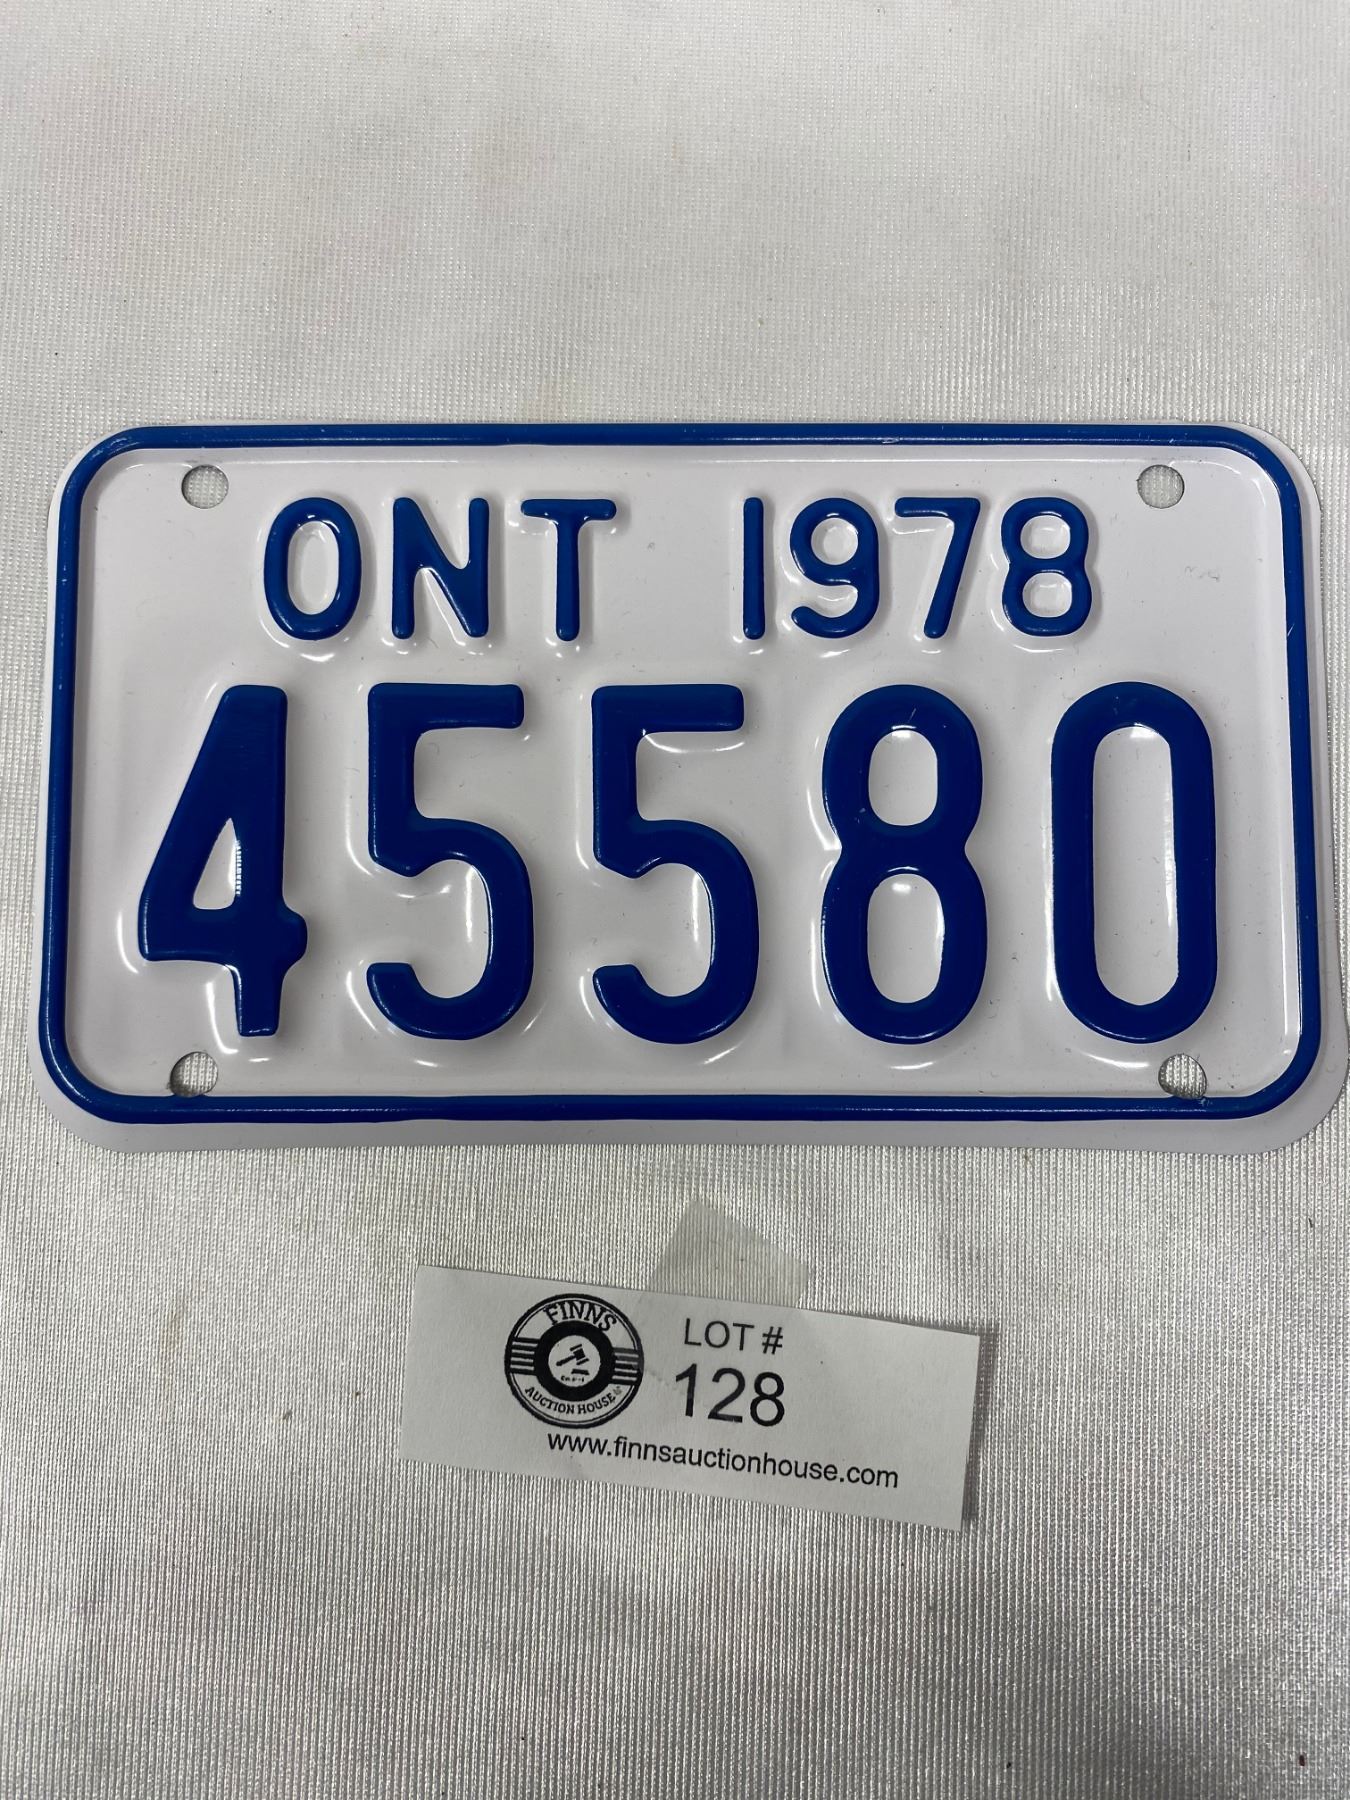 ONT 1978
45580
FINNS
AUCTION HOUSE
LOT #
128
www.finnsauctionhouse.com